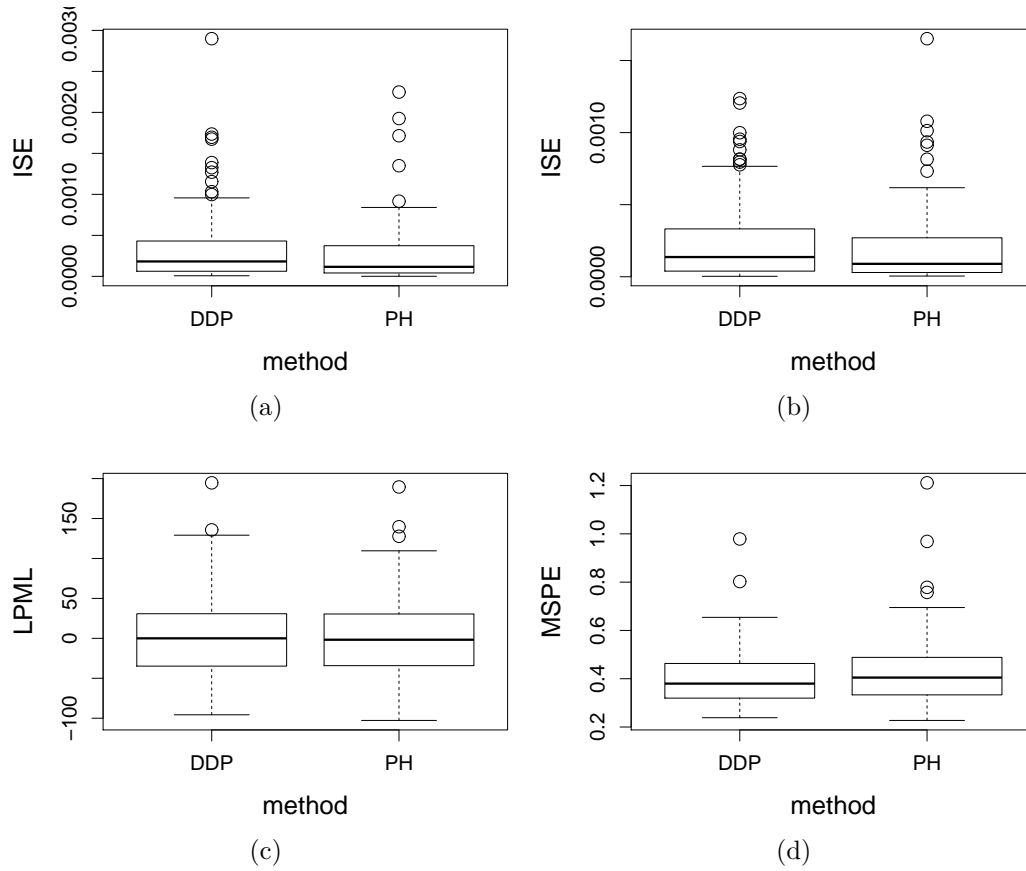 0.0000 0.0010 0.0020 0.0030
ISE
DDP PH
method
(a)
0.0000 0.0010
ISE
DDP PH
method
(b)
−100 0 50 150
LPML
DDP PH
method
(c)
0.2 0.4 0.6 0.8 1.0 1.2
MSPE
DDP PH
method
(d)